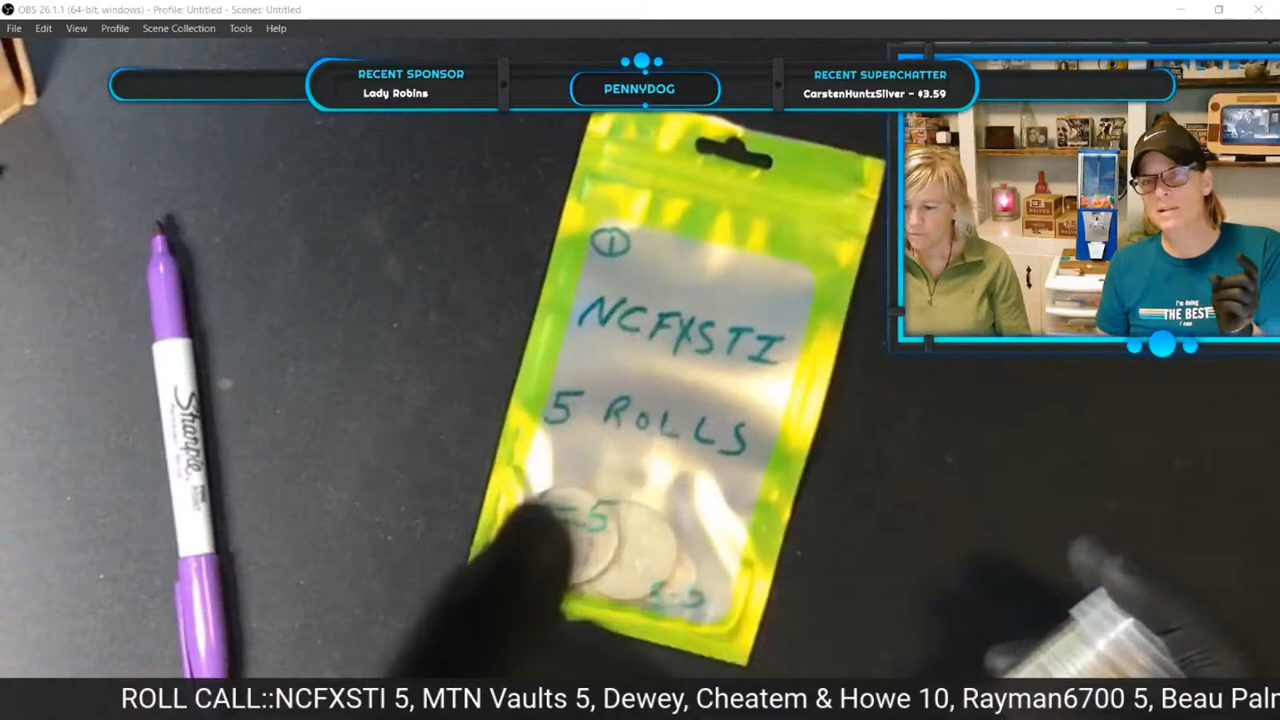 OBS 26.1.1 (64-bit, windows) - Profile: Untitled - Scenes: Untitled
File Edit View Profile Scene Collection Tools Help
RECENT SPONSOR
Lady Robins
PENNYDOG
RECENT SUPERCHATTER
CarstenHuntzSilver - $3.59
I'm doing
THE BEST
I can
1
NCFXSTI
5 ROLLS
Sharpie
ROLL CALL::NCFXSTI 5, MTN Vaults 5, Dewey, Cheatem & Howe 10, Rayman6700 5, Beau